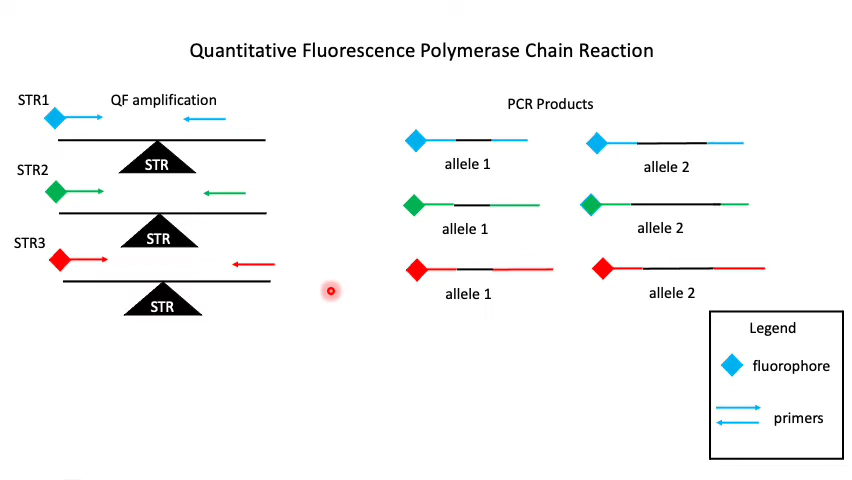 Quantitative Fluorescence Polymerase Chain Reaction
STR1
QF amplification
PCR Products
STR
allele 1
allele 2
STR2
STR
allele 1
allele 2
STR3
STR
allele 1
allele 2
Legend
fluorophore
primers